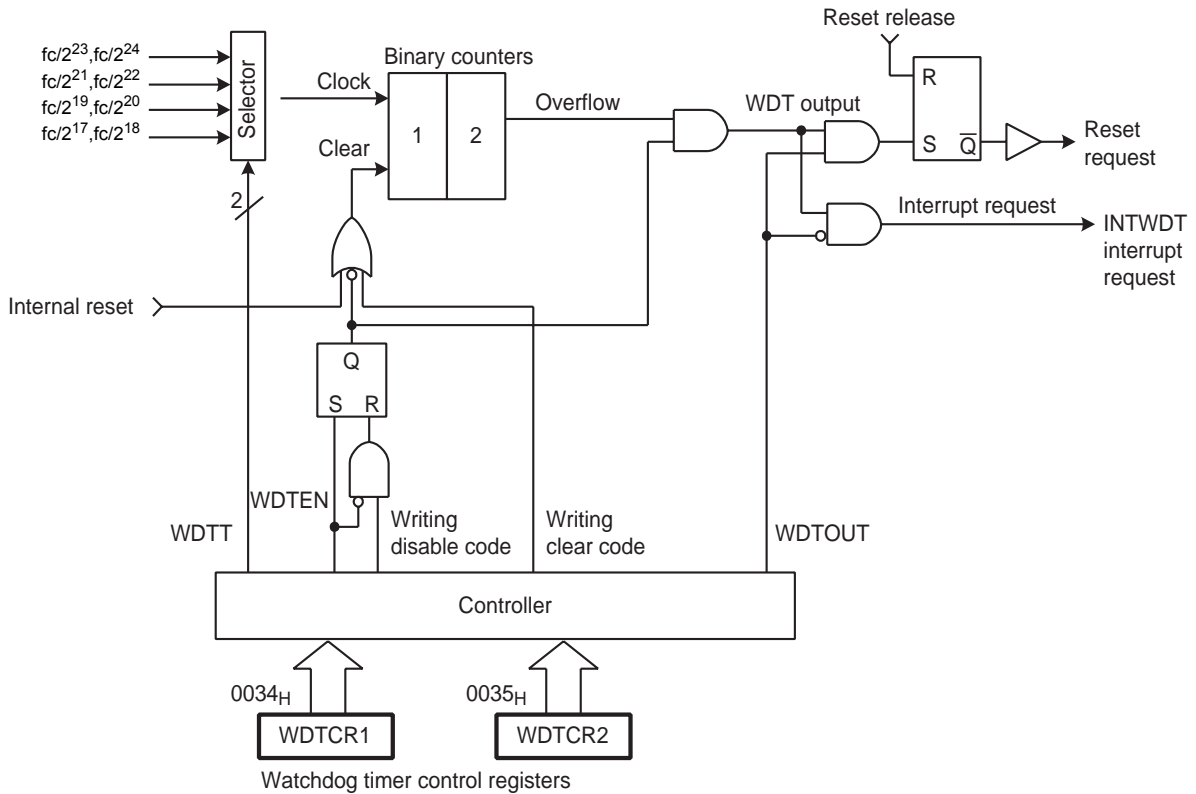 Reset release
fc/2^23,fc/2^24
fc/2^21,fc/2^22
fc/2^19,fc/2^20
fc/2^17,fc/2^18
Selector
Binary counters
Clock
Clear
1
2
Overflow
WDT output
R
S
Q̅
Reset
request
2
Interrupt request
INTWDT
interrupt
request
Internal reset
Q
S
R
WDTEN
WDTT
Writing
disable code
Writing
clear code
WDTOUT
Controller
0034H
0035H
WDTCR1
WDTCR2
Watchdog timer control registers